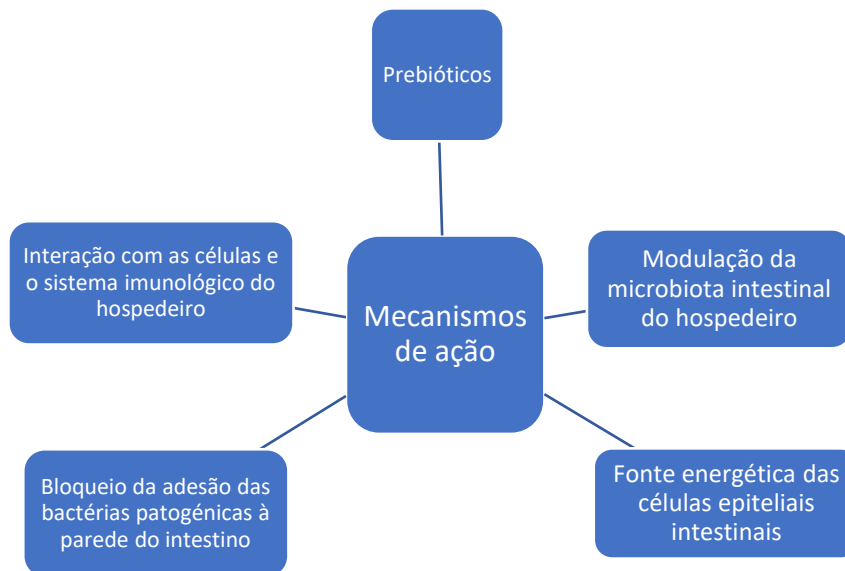 Prebióticos
Interação com as células e
o sistema imunológico do
hospedeiro
Modulação da
microbiota intestinal
do hospedeiro
Mecanismos
de ação
Bloqueio da adesão das
bactérias patogénicas à
parede do intestino
Fonte energética das
células epiteliais
intestinais